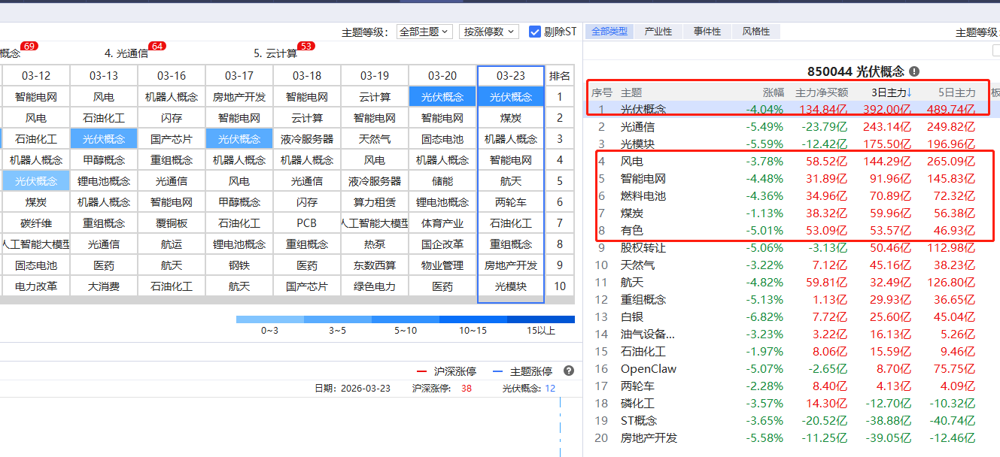 主题等级： 全部主题 按涨停数 剔除ST
概念 69 4. 光通信 64 5. 云计算 53
03-12 03-13 03-16 03-17 03-18 03-19 03-20 03-23 排名
智能电网 风电 机器人概念 房地产开发 智能电网 云计算 光伏概念 光伏概念 1
风电 石油化工 闪存 智能电网 云计算 智能电网 智能电网 煤炭 2
石油化工 光伏概念 国产芯片 光伏概念 液冷服务器 天然气 固态电池 机器人概念 3
机器人概念 甲醇概念 重组概念 机器人概念 机器人概念 风电 机器人概念 智能电网 4
光伏概念 锂电池概念 光通信 风电 光通信 液冷服务器 储能 航天 5
煤炭 机器人概念 智能电网 甲醇概念 闪存 算力租赁 锂电池概念 两轮车 6
碳纤维 重组概念 覆铜板 石油化工 PCB 人工智能大模型 体育产业 石油化工 7
人工智能大模型 光通信 航运 锂电池概念 重组概念 热泵 国企改革 重组概念 8
固态电池 医药 航天 钢铁 医药 东数西算 物业管理 房地产开发 9
电力改革 大消费 石油化工 航天 国产芯片 绿色电力 医药 光模块 10
0~3 3~5 5~10 10~15 15以上
沪深涨停 主题涨停 ?
日期： 2026-03-23 沪深涨停: 38 光伏概念: 12
全部类型 产业性 事件性 风格性 主题等级
850044 光伏概念
序号 主题 涨幅 主力净买额 3日主力↓ 5日主力 板
1 光伏概念 -4.04% 134.84亿 392.00亿 489.74亿
2 光通信 -5.49% -23.79亿 243.14亿 249.82亿
3 光模块 -5.59% -12.42亿 175.50亿 196.96亿
4 风电 -3.78% 58.52亿 144.29亿 265.09亿
5 智能电网 -4.48% 31.89亿 91.96亿 145.83亿
6 燃料电池 -4.36% 34.96亿 70.89亿 72.32亿
7 煤炭 -1.13% 38.32亿 59.96亿 56.38亿
8 有色 -5.01% 53.09亿 53.57亿 46.93亿
9 股权转让 -5.06% -3.13亿 50.46亿 112.98亿
10 天然气 -3.22% 7.12亿 45.16亿 38.23亿
11 航天 -4.82% 59.81亿 32.49亿 126.80亿
12 重组概念 -5.13% 1.13亿 29.93亿 36.65亿
13 白银 -6.82% 7.72亿 25.60亿 45.04亿
14 油气设备... -3.23% 3.22亿 16.13亿 5.26亿
15 石油化工 -1.97% 8.06亿 15.59亿 9.46亿
16 OpenClaw -5.07% -2.65亿 8.70亿 75.75亿
17 两轮车 -2.28% 8.40亿 4.13亿 4.09亿
18 磷化工 -3.57% 14.30亿 -12.70亿 -10.32亿
19 ST概念 -3.65% -20.52亿 -38.88亿 -40.74亿
20 房地产开发 -5.58% -11.25亿 -39.05亿 -12.46亿